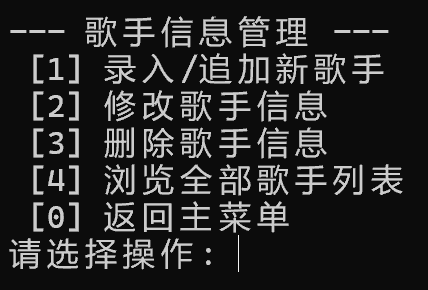 --- 歌手信息管理 ---
[1] 录入/追加新歌手
[2] 修改歌手信息
[3] 删除歌手信息
[4] 浏览全部歌手列表
[0] 返回主菜单
请选择操作: